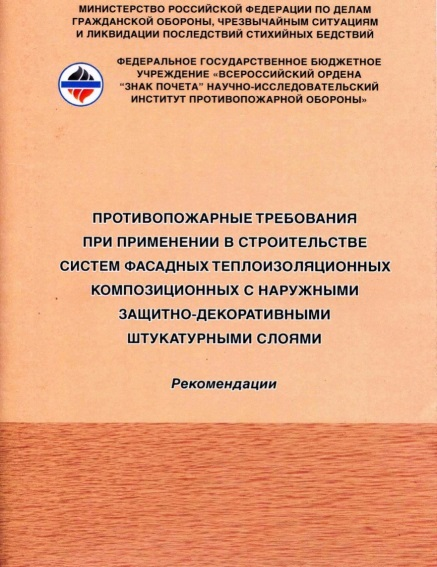 МИНИСТЕРСТВО РОССИЙСКОЙ ФЕДЕРАЦИИ ПО ДЕЛАМ
ГРАЖДАНСКОЙ ОБОРОНЫ, ЧРЕЗВЫЧАЙНЫМ СИТУАЦИЯМ
И ЛИКВИДАЦИИ ПОСЛЕДСТВИЙ СТИХИЙНЫХ БЕДСТВИЙ
ФЕДЕРАЛЬНОЕ ГОСУДАРСТВЕННОЕ БЮДЖЕТНОЕ
УЧРЕЖДЕНИЕ «ВСЕРОССИЙСКИЙ ОРДЕНА
“ЗНАК ПОЧЕТА” НАУЧНО-ИССЛЕДОВАТЕЛЬСКИЙ
ИНСТИТУТ ПРОТИВОПОЖАРНОЙ ОБОРОНЫ»
ПРОТИВОПОЖАРНЫЕ ТРЕБОВАНИЯ
ПРИ ПРИМЕНЕНИИ В СТРОИТЕЛЬСТВЕ
СИСТЕМ ФАСАДНЫХ ТЕПЛОИЗОЛЯЦИОННЫХ
КОМПОЗИЦИОННЫХ С НАРУЖНЫМИ
ЗАЩИТНО-ДЕКОРАТИВНЫМИ
ШТУКАТУРНЫМИ СЛОЯМИ
Рекомендации